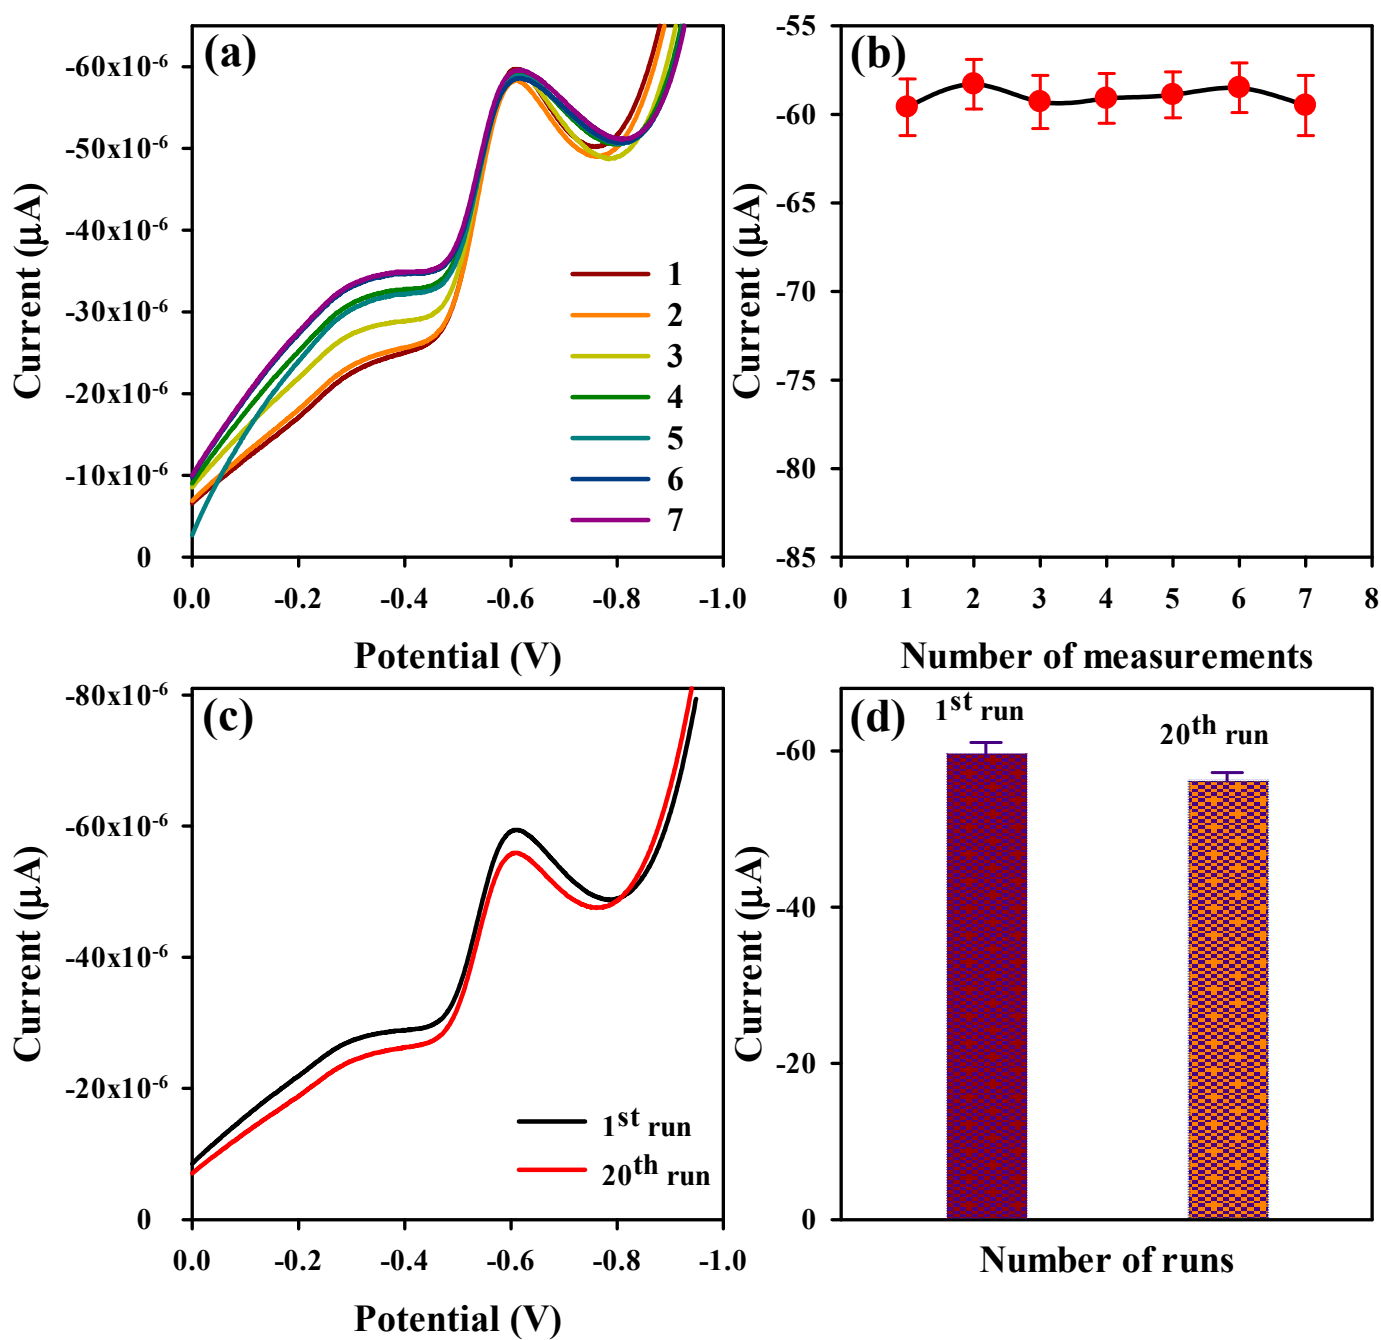 (a)
-60x10⁻⁶
-50x10⁻⁶
-40x10⁻⁶
-30x10⁻⁶
-20x10⁻⁶
-10x10⁻⁶
0
Current (µA)
1
2
3
4
5
6
7
0.0 -0.2 -0.4 -0.6 -0.8 -1.0
Potential (V)
(b)
-55
-60
-65
-70
-75
-80
-85
Current (µA)
0 1 2 3 4 5 6 7 8
Number of measurements
(c)
-80x10⁻⁶
-60x10⁻⁶
-40x10⁻⁶
-20x10⁻⁶
0
Current (µA)
1st run
20th run
0.0 -0.2 -0.4 -0.6 -0.8 -1.0
Potential (V)
(d)
1st run
20th run
-60
-40
-20
0
Current (µA)
Number of runs